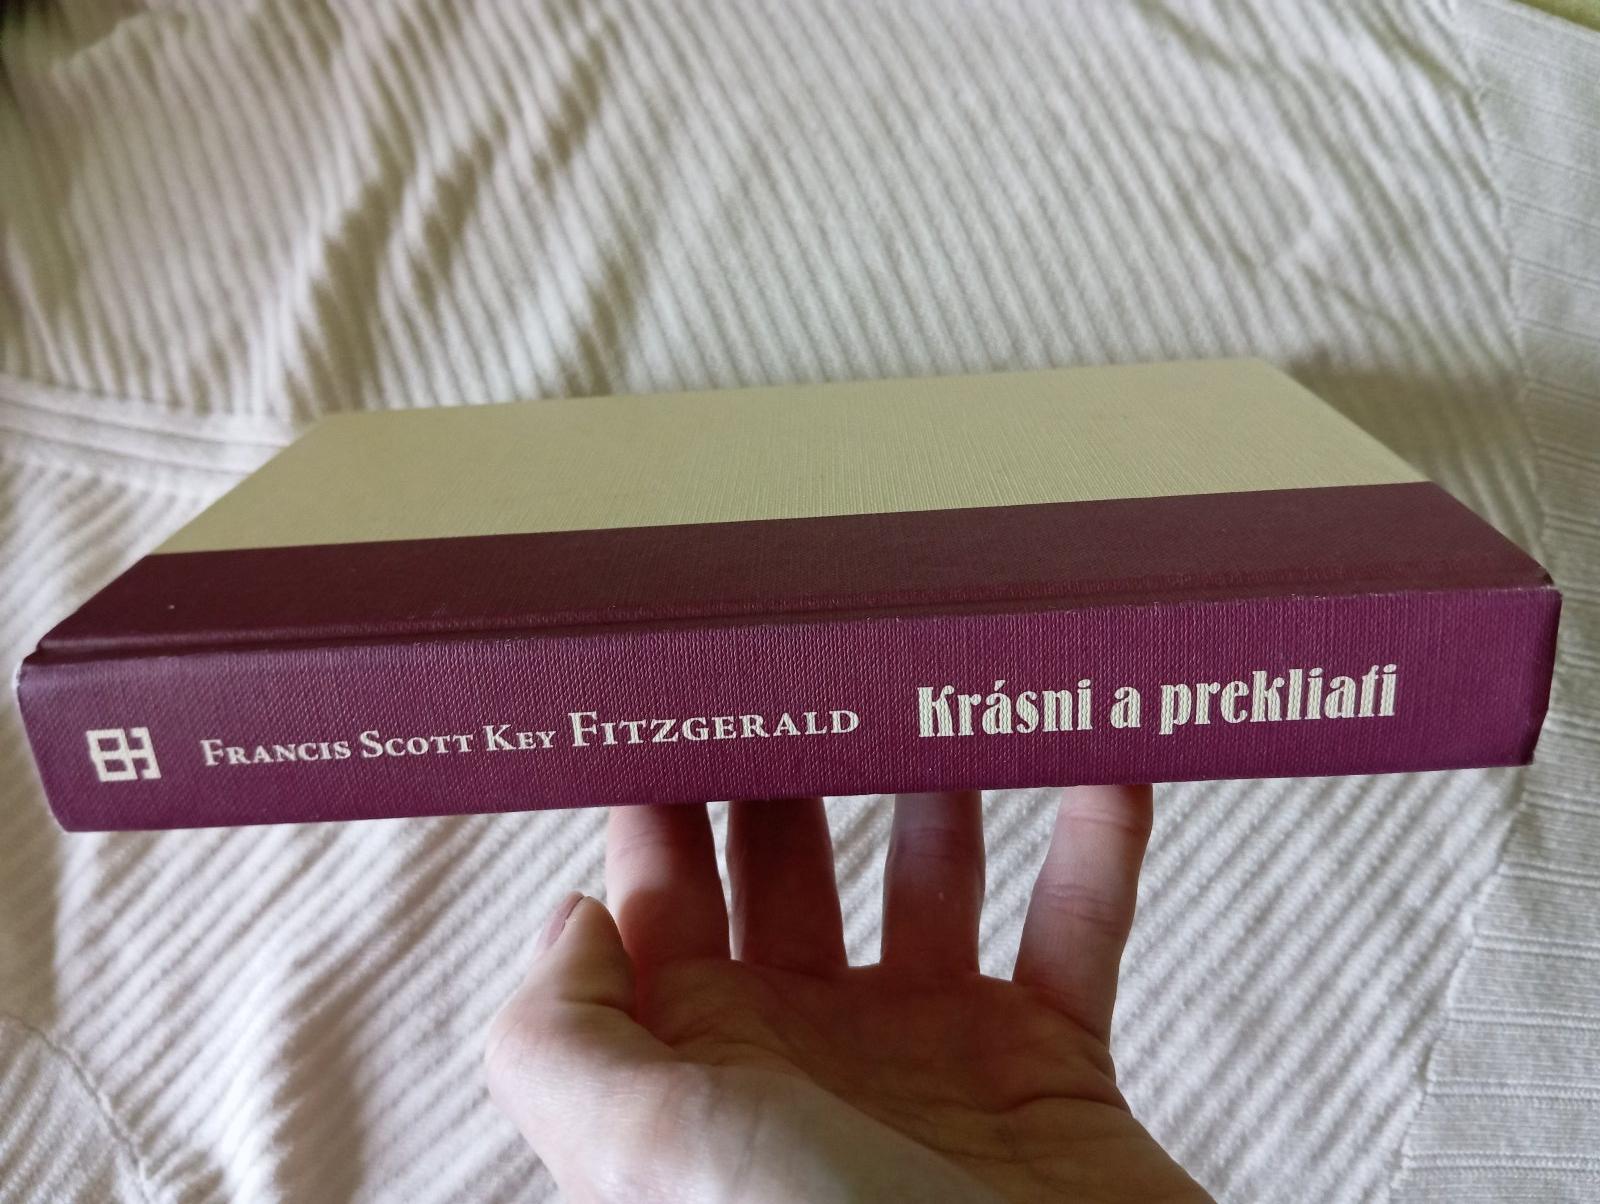 Francis Scott Key Fitzgerald Krásni a prekliati